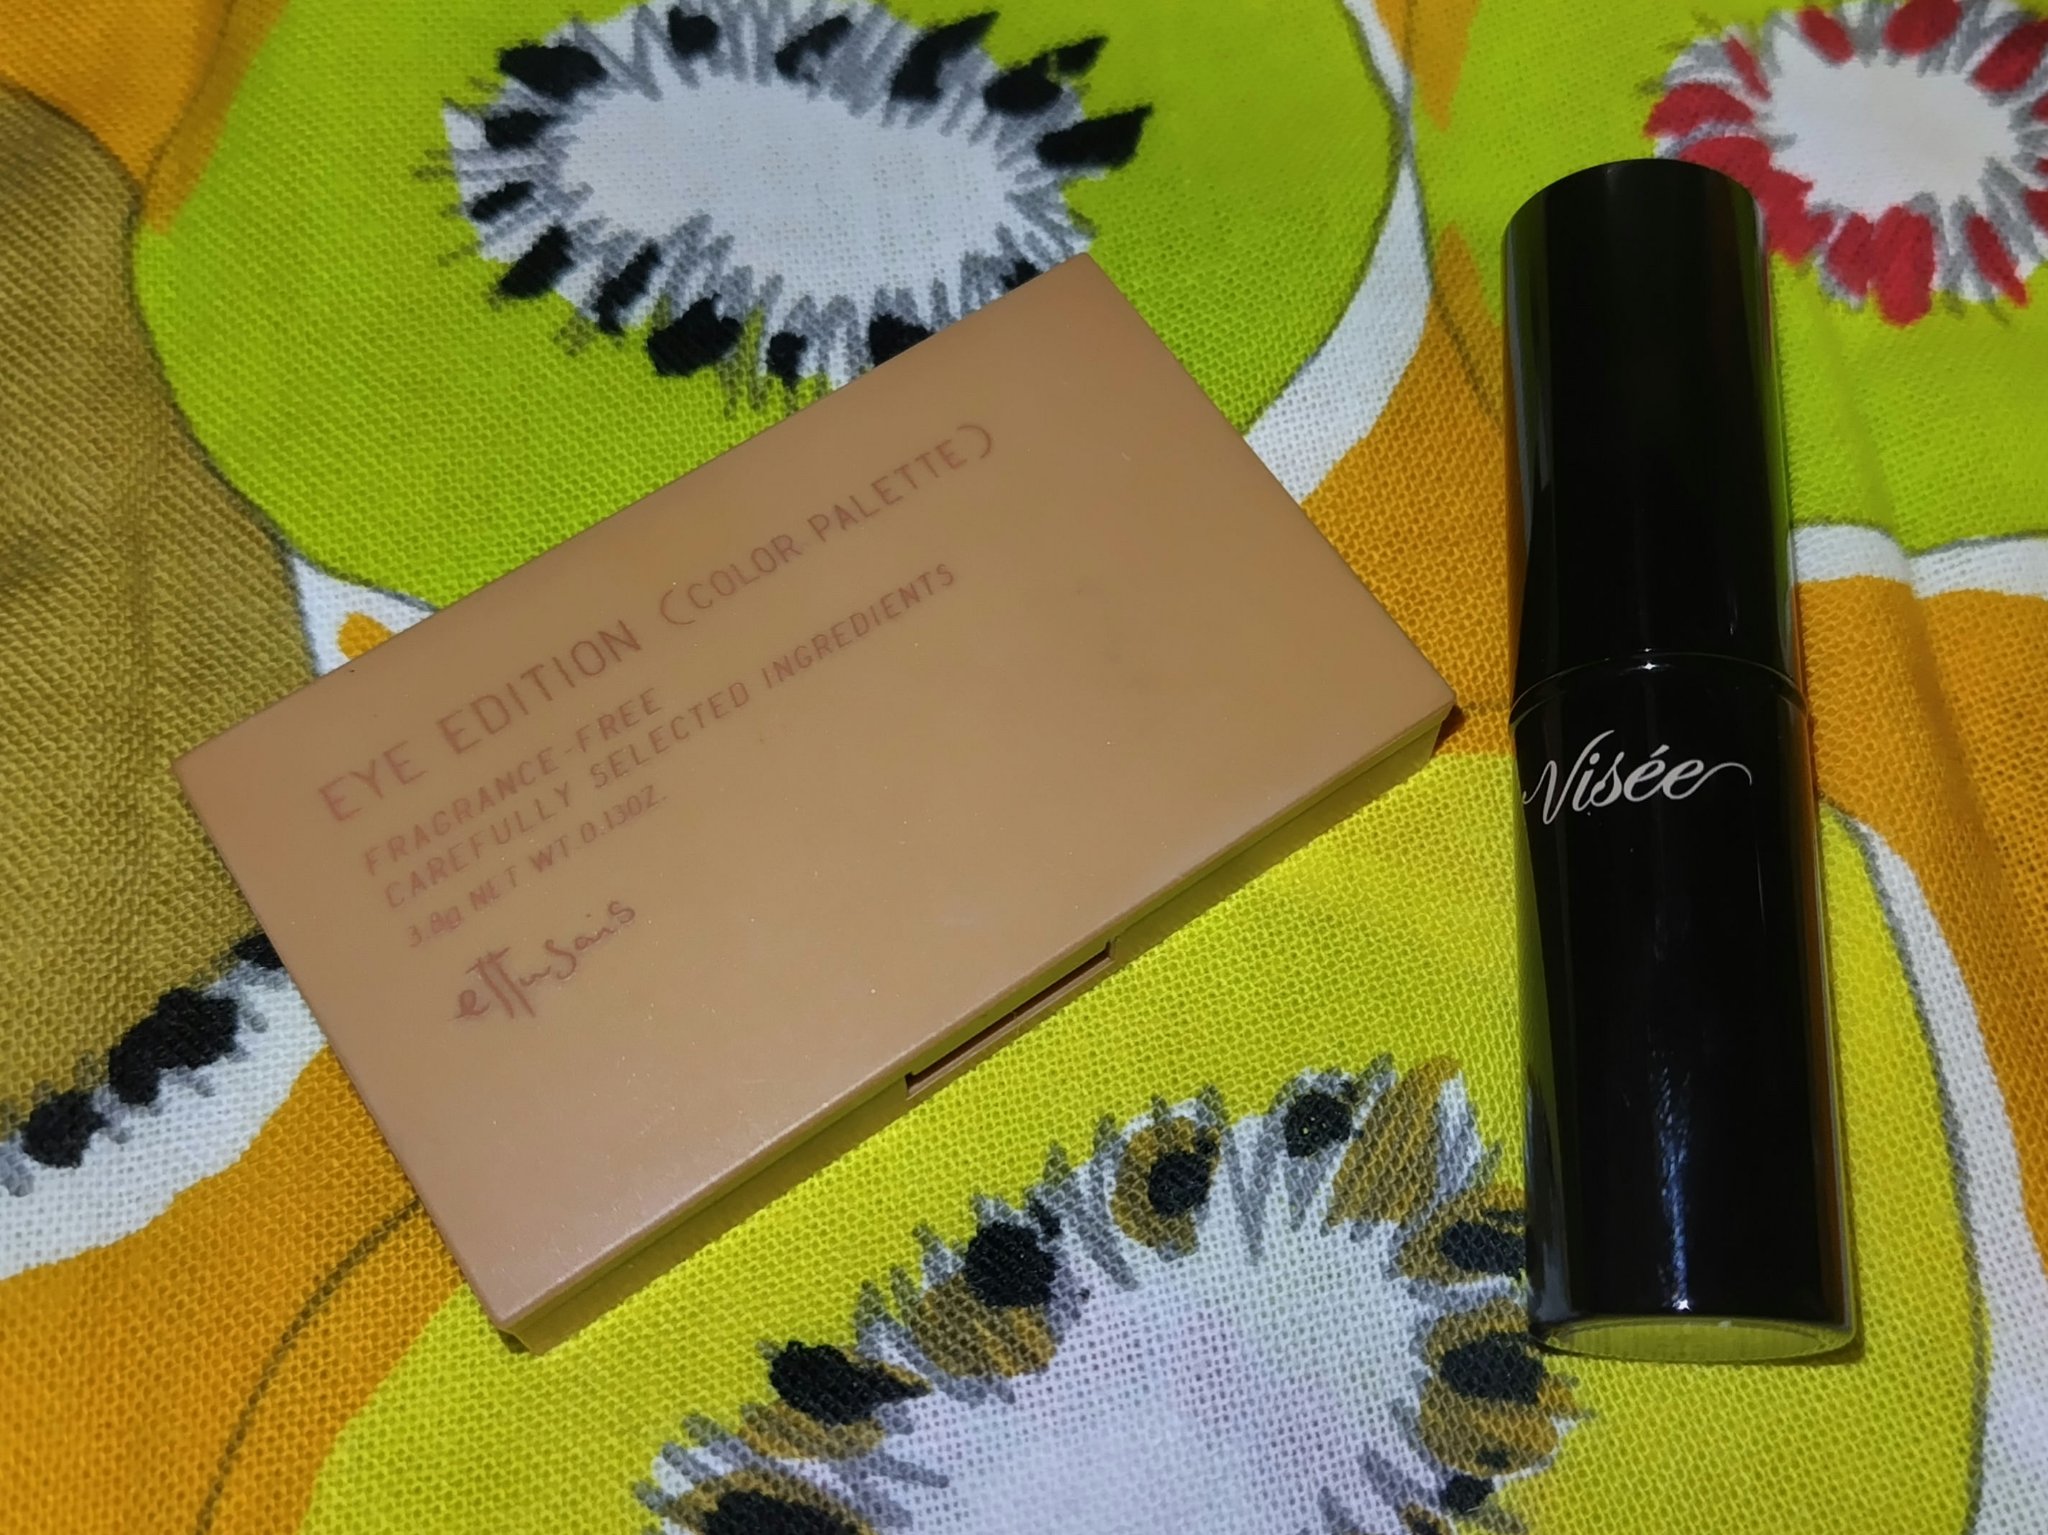 EYE EDITION (COLOR PALETTE)
FRAGRANCE-FREE
CAREFULLY SELECTED INGREDIENTS
3.8g NET WT.0.13OZ.
ettusais
Visée